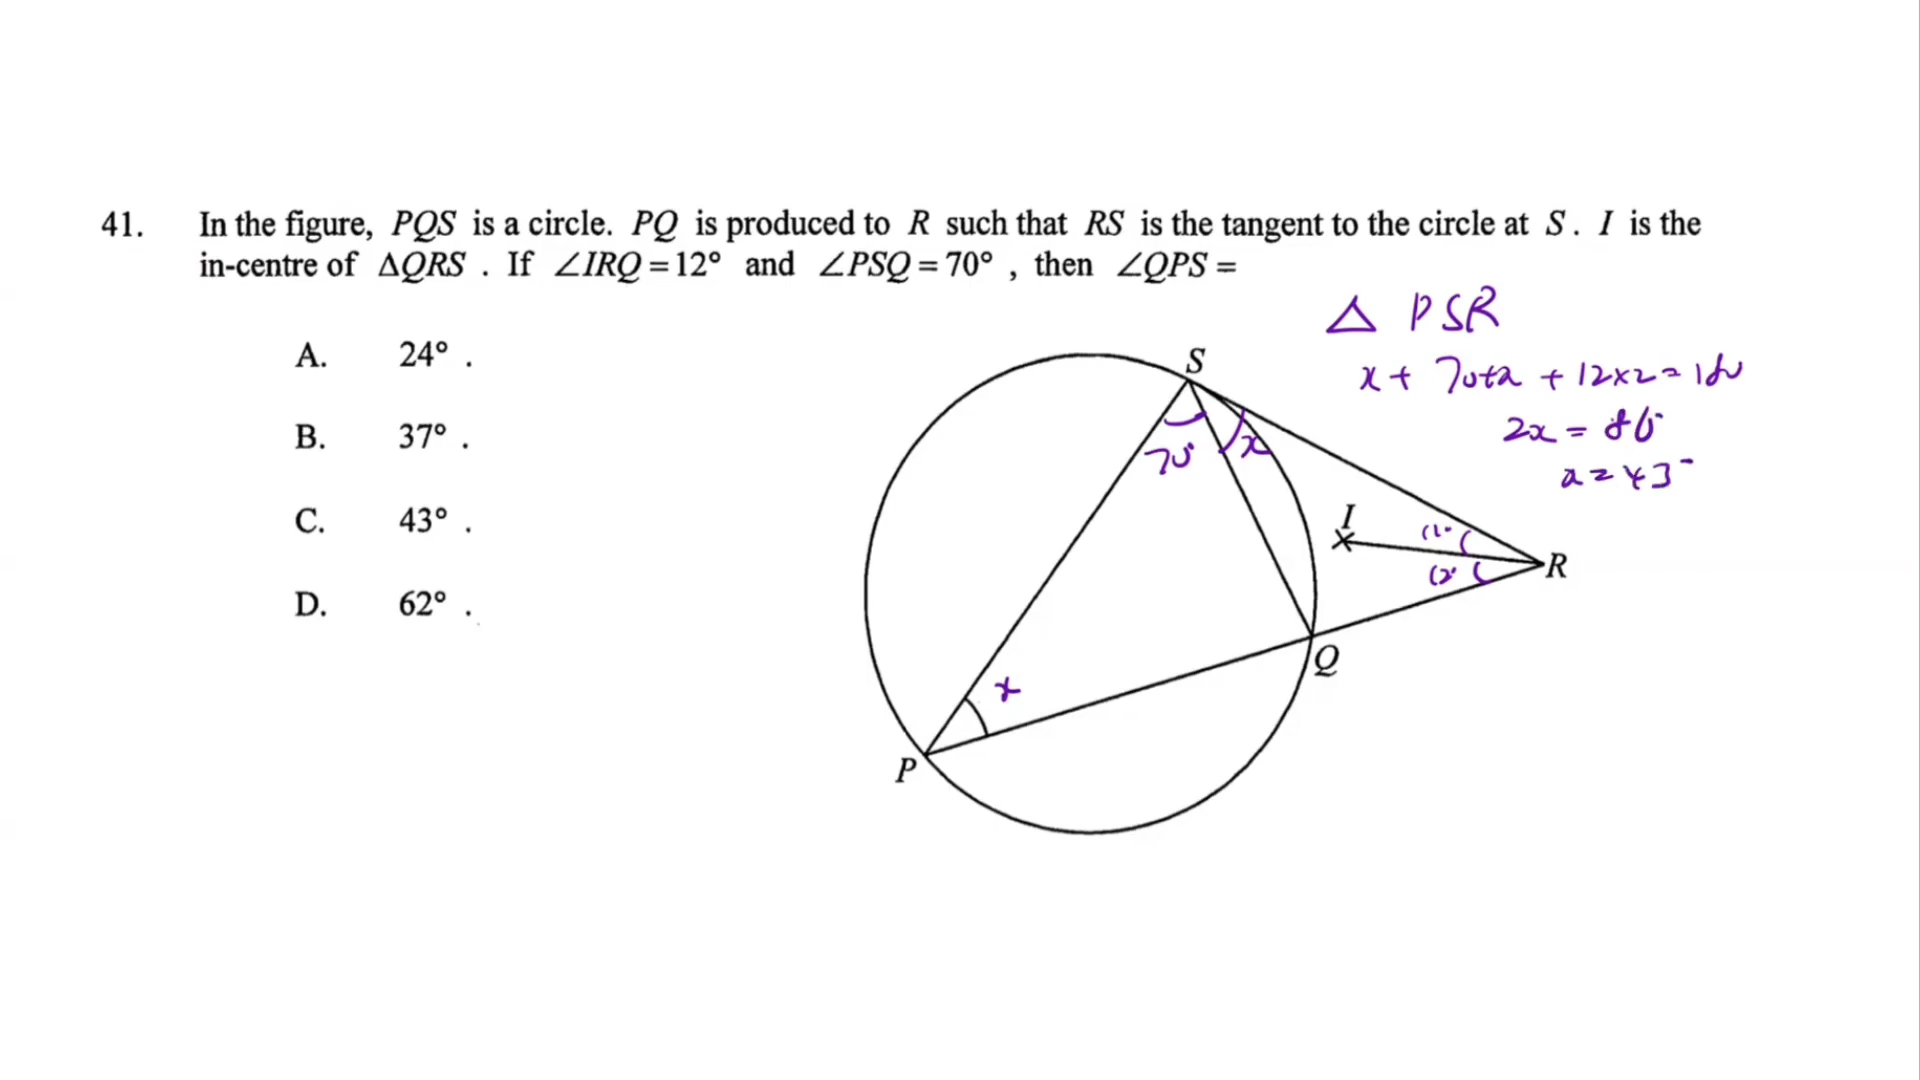 41. In the figure, PQS is a circle. PQ is produced to R such that RS is the tangent to the circle at S. I is the
in-centre of ΔQRS. If ∠IRQ = 12° and ∠PSQ = 70°, then ∠QPS =
A. 24°.
B. 37°.
C. 43°.
D. 62°.
△ PSR
x + 70+x + 12×2 = 180
2x = 86°
x = 43°
S
70°
x
I
12°
12°
R
Q
x
P